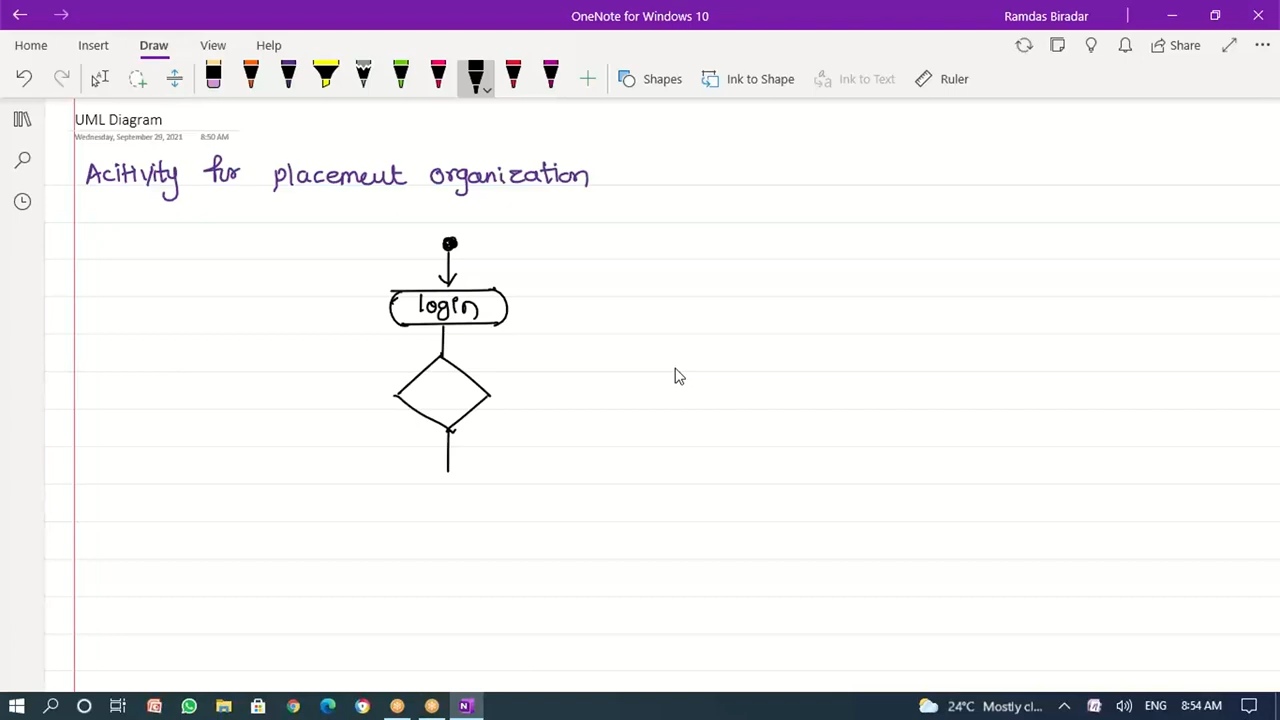 OneNote for Windows 10
Ramdas Biradar
Home Insert Draw View Help
Share
Shapes Ink to Shape Ink to Text Ruler
UML Diagram
Wednesday, September 29, 2021 8:50 AM
Acitivity for placement organization
login
24°C Mostly cl... ENG 8:54 AM